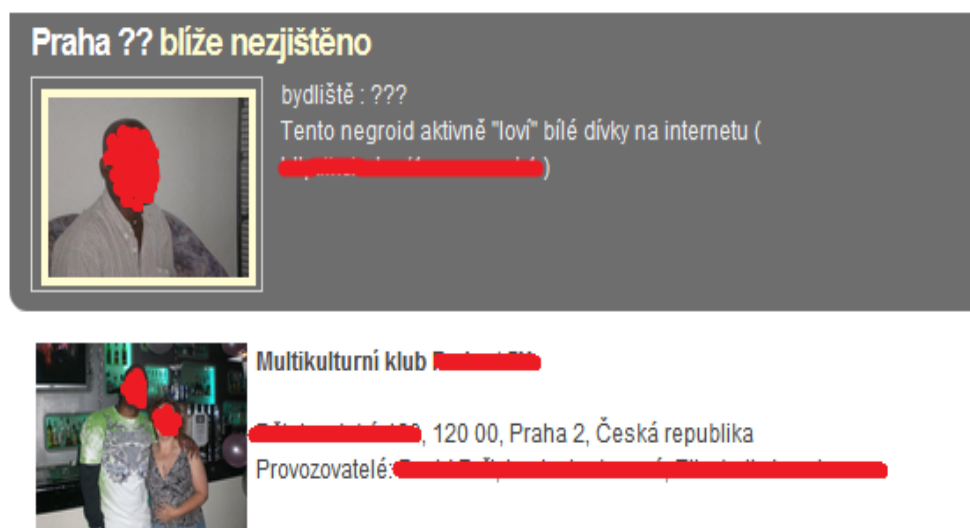 Praha ?? blíže nezjištěno
bydliště : ???
Tento negroid aktivně "loví" bílé dívky na internetu (
)
Multikulturní klub
, 120 00, Praha 2, Česká republika
Provozovatelé: